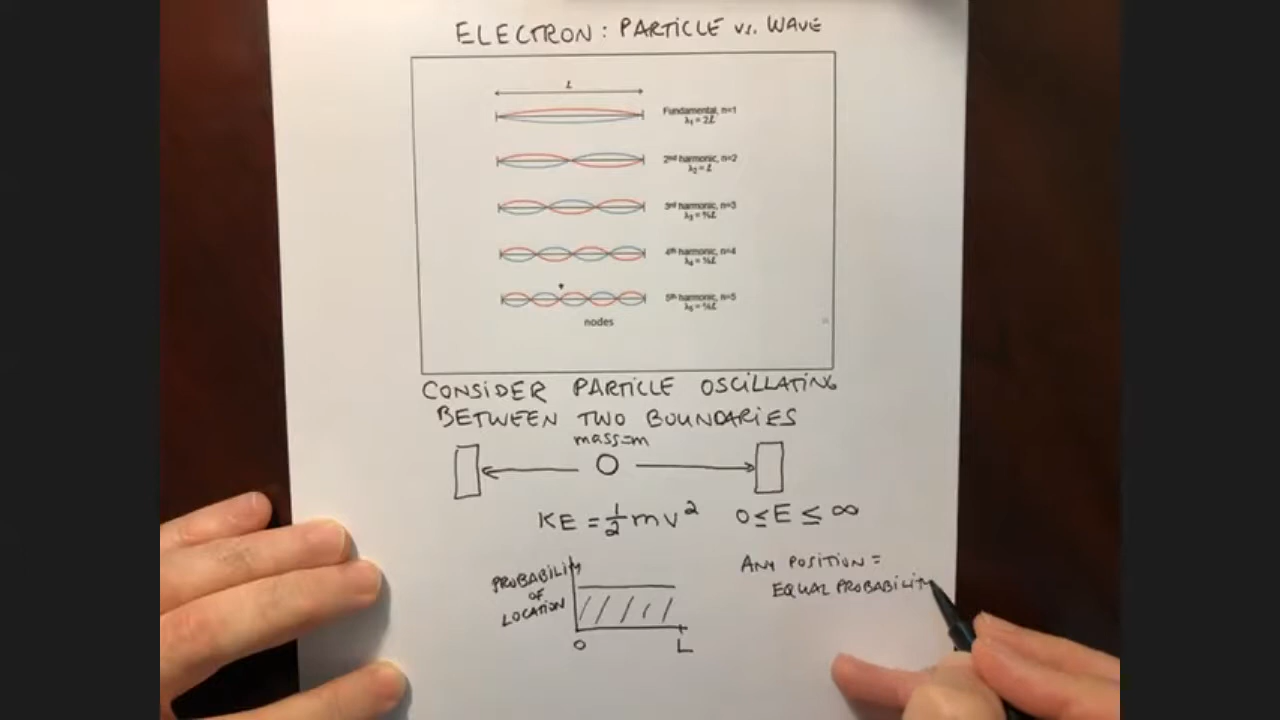 ELECTRON: PARTICLE vs. WAVE
L
Fundamental, n=1
λ₁ = 2L
2nd harmonic, n=2
λ₂ = L
3rd harmonic, n=3
4th harmonic, n=4
5th harmonic, n=5
nodes
CONSIDER PARTICLE OSCILLATING
BETWEEN TWO BOUNDARIES
mass=m
KE = ½mv² 0≤E≤∞
PROBABILITY
OF
LOCATION
O L
ANY POSITION =
EQUAL PROBABILITY